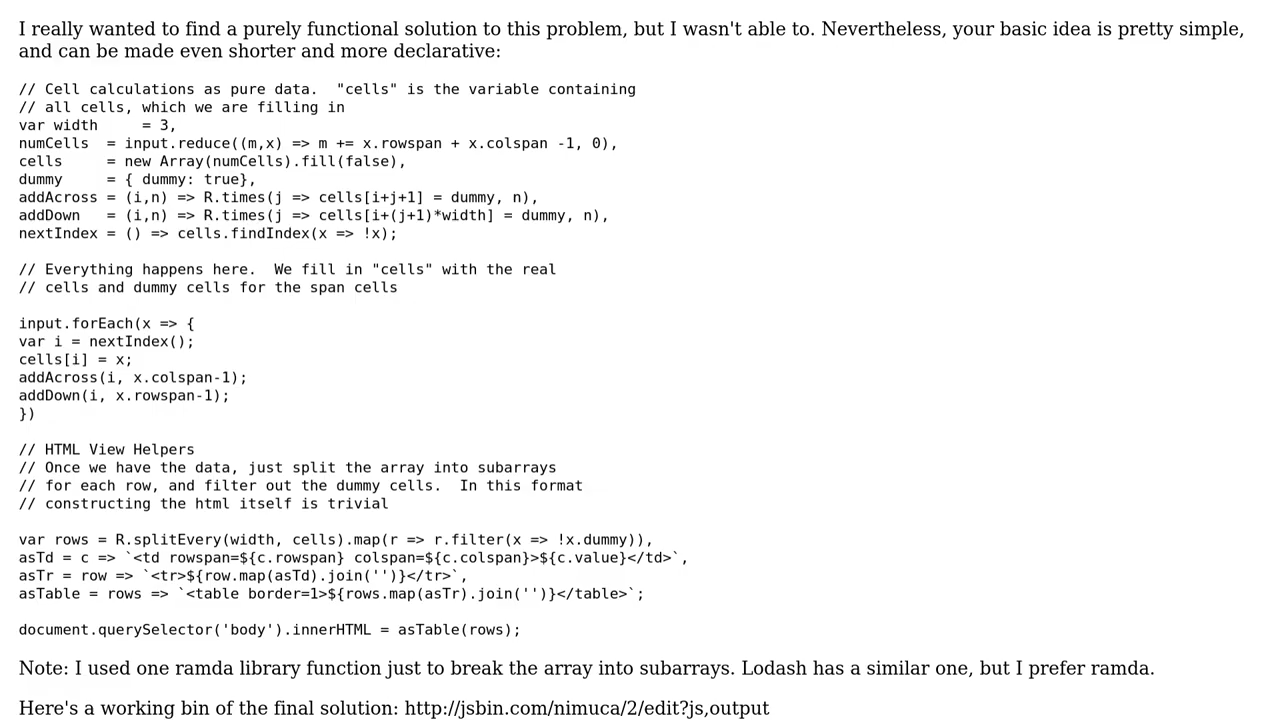 I really wanted to find a purely functional solution to this problem, but I wasn't able to. Nevertheless, your basic idea is pretty simple,
and can be made even shorter and more declarative:
// Cell calculations as pure data.  "cells" is the variable containing
// all cells, which we are filling in
var width     = 3,
numCells  = input.reduce((m,x) => m += x.rowspan + x.colspan -1, 0),
cells     = new Array(numCells).fill(false),
dummy     = { dummy: true},
addAcross = (i,n) => R.times(j => cells[i+j+1] = dummy, n),
addDown   = (i,n) => R.times(j => cells[i+(j+1)*width] = dummy, n),
nextIndex = () => cells.findIndex(x => !x);
// Everything happens here.  We fill in "cells" with the real
// cells and dummy cells for the span cells
input.forEach(x => {
var i = nextIndex();
cells[i] = x;
addAcross(i, x.colspan-1);
addDown(i, x.rowspan-1);
})
// HTML View Helpers
// Once we have the data, just split the array into subarrays
// for each row, and filter out the dummy cells.  In this format
// constructing the html itself is trivial
var rows = R.splitEvery(width, cells).map(r => r.filter(x => !x.dummy)),
asTd = c => `<td rowspan=${c.rowspan} colspan=${c.colspan}>${c.value}</td>`,
asTr = row => `<tr>${row.map(asTd).join('')}</tr>`,
asTable = rows => `<table border=1>${rows.map(asTr).join('')}</table>`;
document.querySelector('body').innerHTML = asTable(rows);
Note: I used one ramda library function just to break the array into subarrays. Lodash has a similar one, but I prefer ramda.
Here's a working bin of the final solution: http://jsbin.com/nimuca/2/edit?js,output